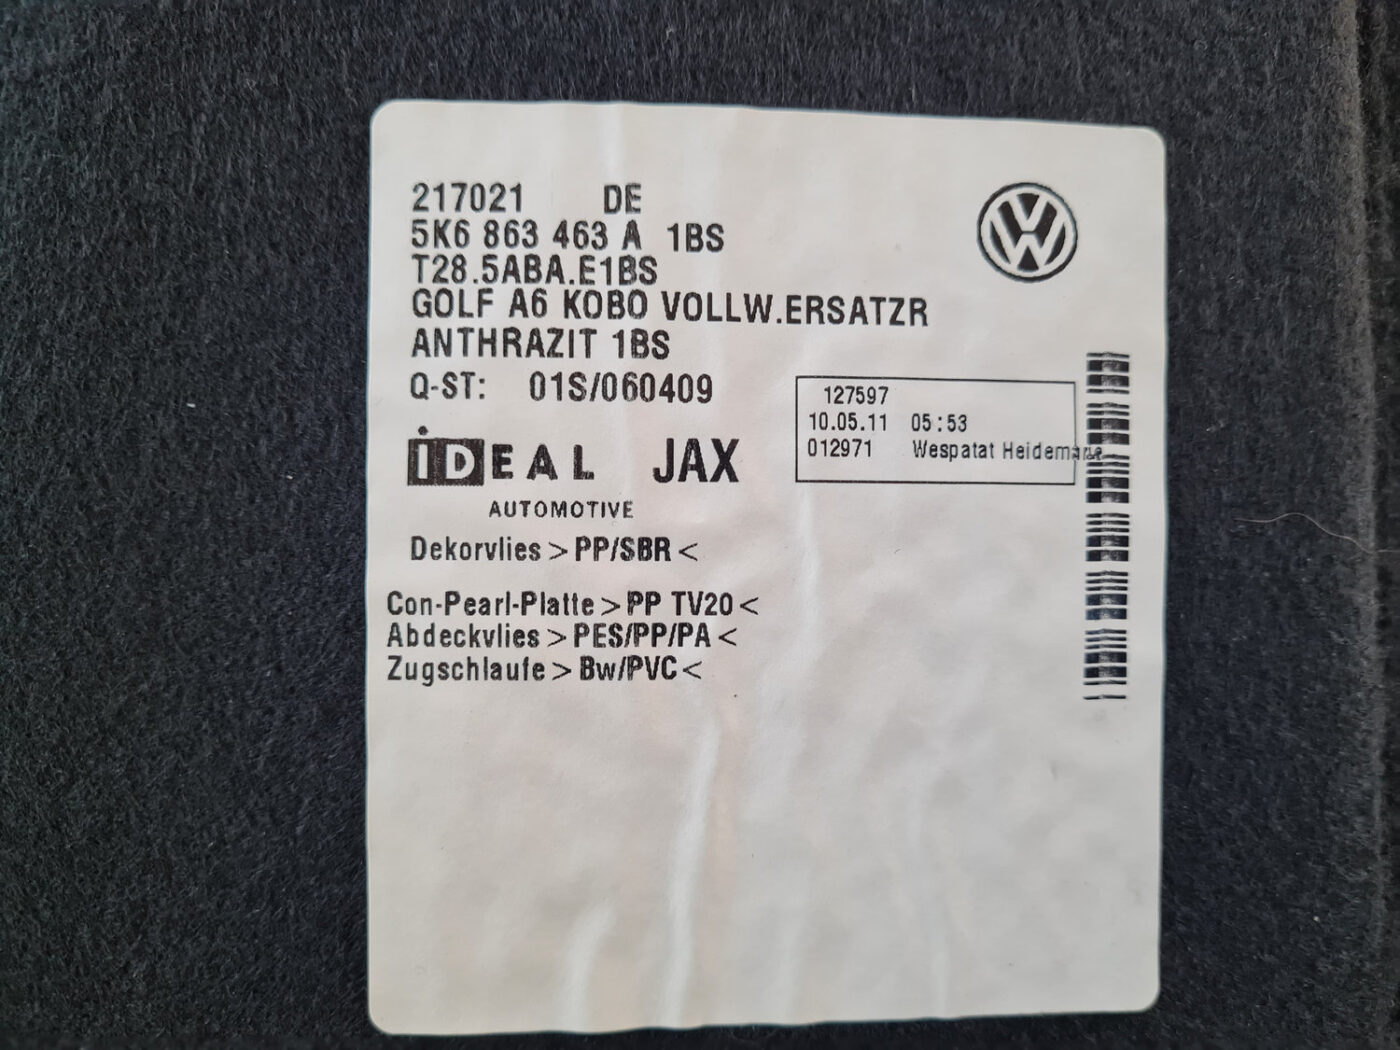 217021 DE
5K6 863 463 A 1BS
T28.5ABA.E1BS
GOLF A6 KOBO VOLLW.ERSATZR
ANTHRAZIT 1BS
Q-ST: 01S/060409
127597
10.05.11 05:53
012971 Wespatat
iDEAL JAX
AUTOMOTIVE
Dekorvlies > PP/SBR <
Con-Pearl-Platte > PP TV20 <
Abdeckvlies > PES/PP/PA <
Zugschlaufe > Bw/PVC <